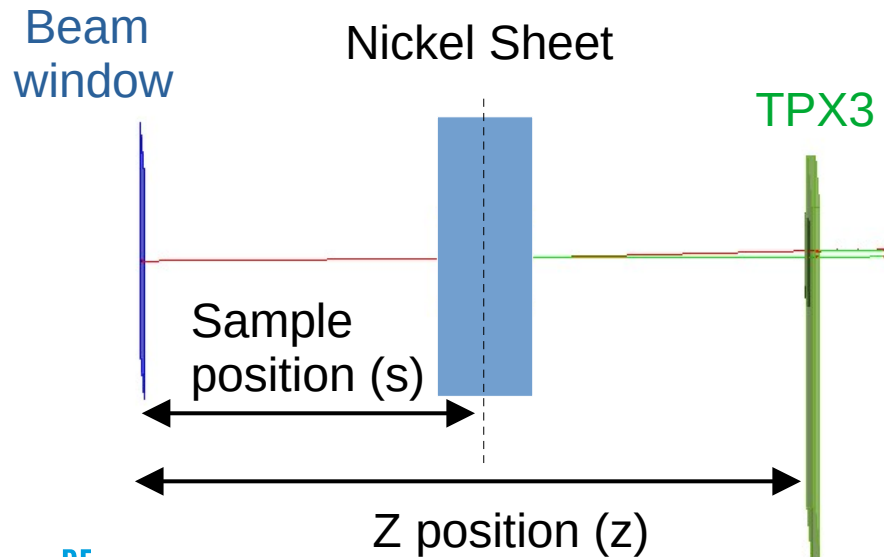 Beam
window
Nickel Sheet
TPX3
Sample
position (s)
Z position (z)